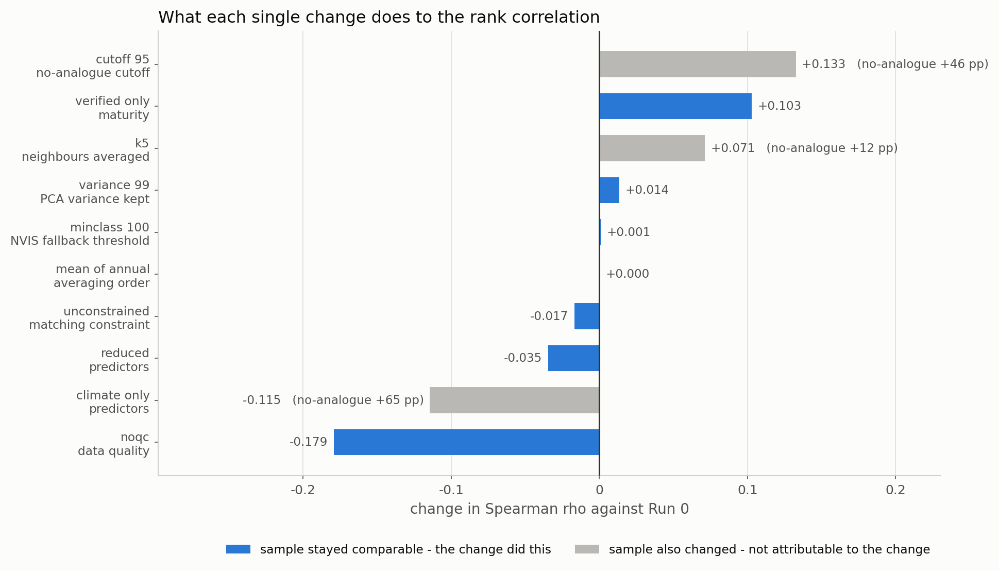 What each single change does to the rank correlation
cutoff 95
no-analogue cutoff
+0.133 (no-analogue +46 pp)
verified only
maturity
+0.103
k5
neighbours averaged
+0.071 (no-analogue +12 pp)
variance 99
PCA variance kept
+0.014
minclass 100
NVIS fallback threshold
+0.001
mean of annual
averaging order
+0.000
unconstrained
matching constraint
-0.017
reduced
predictors
-0.035
climate only
predictors
-0.115 (no-analogue +65 pp)
noqc
data quality
-0.179
-0.2 -0.1 0 0.1 0.2
change in Spearman rho against Run 0
sample stayed comparable - the change did this
sample also changed - not attributable to the change